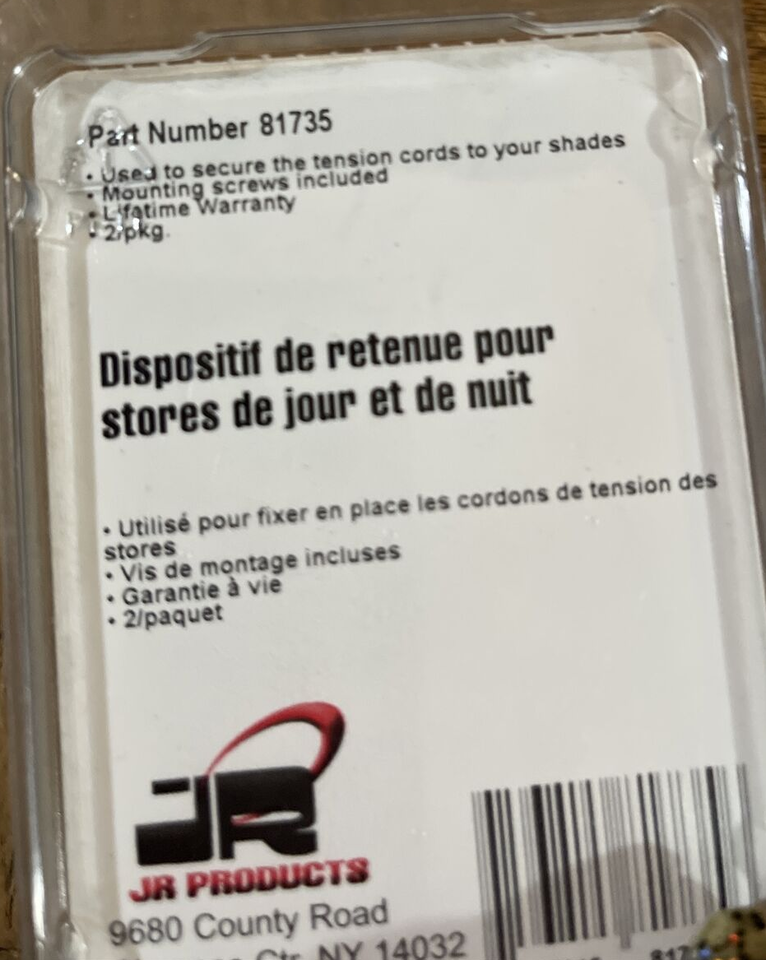 Part Number 81735
• Used to secure the tension cords to your shades
• Mounting screws included
• Lifetime Warranty
• 2/pkg.
Dispositif de retenue pour
stores de jour et de nuit
• Utilisé pour fixer en place les cordons de tension des
stores
• Vis de montage incluses
• Garantie à vie
• 2/paquet
JR
JR PRODUCTS
9680 County Road
Ctr, NY 14032